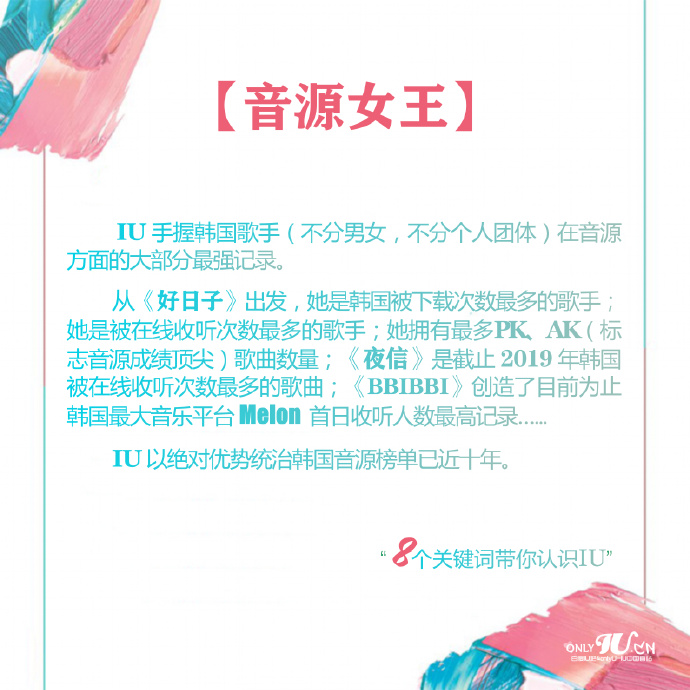 【音源女王】
IU 手握韩国歌手（不分男女，不分个人团体）在音源
方面的大部分最强记录。
从《好日子》出发，她是韩国被下载次数最多的歌手；
她是被在线收听次数最多的歌手；她拥有最多PK、AK（标
志音源成绩顶尖）歌曲数量；《夜信》是截止 2019 年韩国
被在线收听次数最多的歌曲；《BBIBBI》创造了目前为止
韩国最大音乐平台 Melon 首日收听人数最高记录......
IU 以绝对优势统治韩国音源榜单已近十年。
“ 8个关键词带你认识IU”
ONLY IU.CN